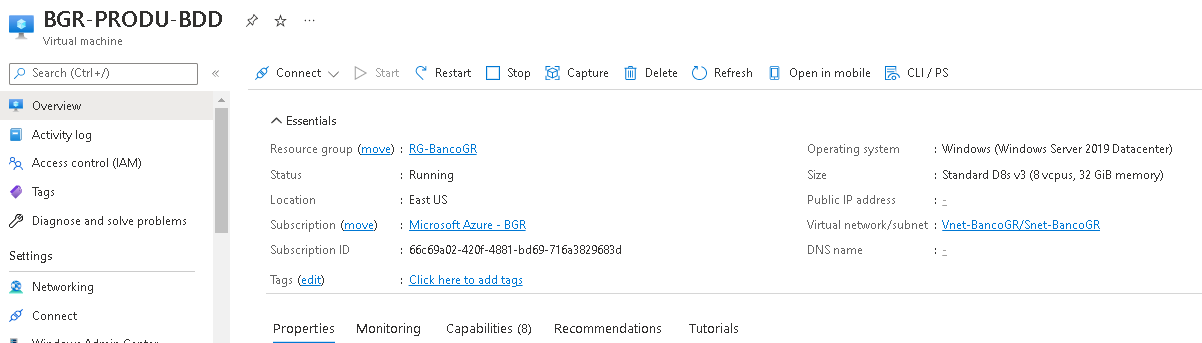 BGR-PRODU-BDD
Virtual machine
Search (Ctrl+/)
«
Connect Start Restart Stop Capture Delete Refresh Open in mobile CLI / PS
Overview
Activity log
Access control (IAM)
Tags
Diagnose and solve problems
Settings
Networking
Connect
Windows Admin Center
Essentials
Resource group (move) : RG-BancoGR
Status : Running
Location : East US
Subscription (move) : Microsoft Azure - BGR
Subscription ID : 66c69a02-420f-4881-bd69-716a3829683d
Tags (edit) : Click here to add tags
Operating system : Windows (Windows Server 2019 Datacenter)
Size : Standard D8s v3 (8 vcpus, 32 GiB memory)
Public IP address : -
Virtual network/subnet : Vnet-BancoGR/Snet-BancoGR
DNS name : -
Properties Monitoring Capabilities (8) Recommendations Tutorials